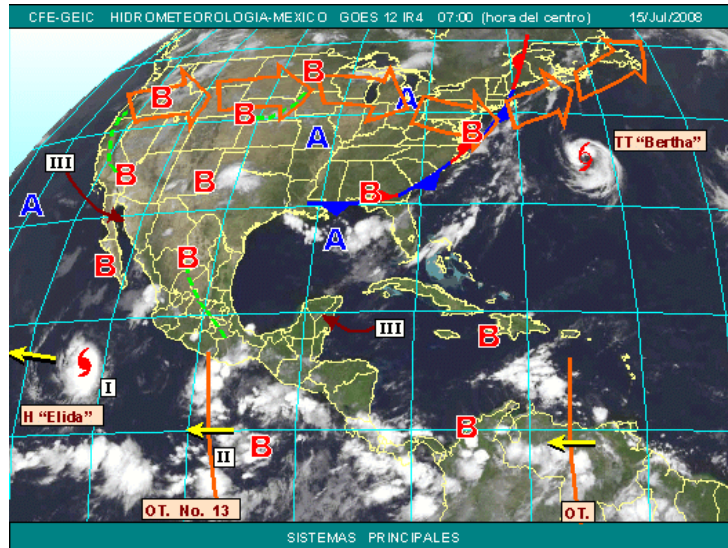 CFE-GEIC HIDROMETEOROLOGIA-MEXICO GOES 12 IR4 07:00 (hora del centro) 15/Jul/2008
B
B
B
A
A
TT "Bertha"
B
III
B
B
B
A
A
B
B
III
B
I
H "Elida"
B
B
II
OT. No. 13
OT.
SISTEMAS PRINCIPALES